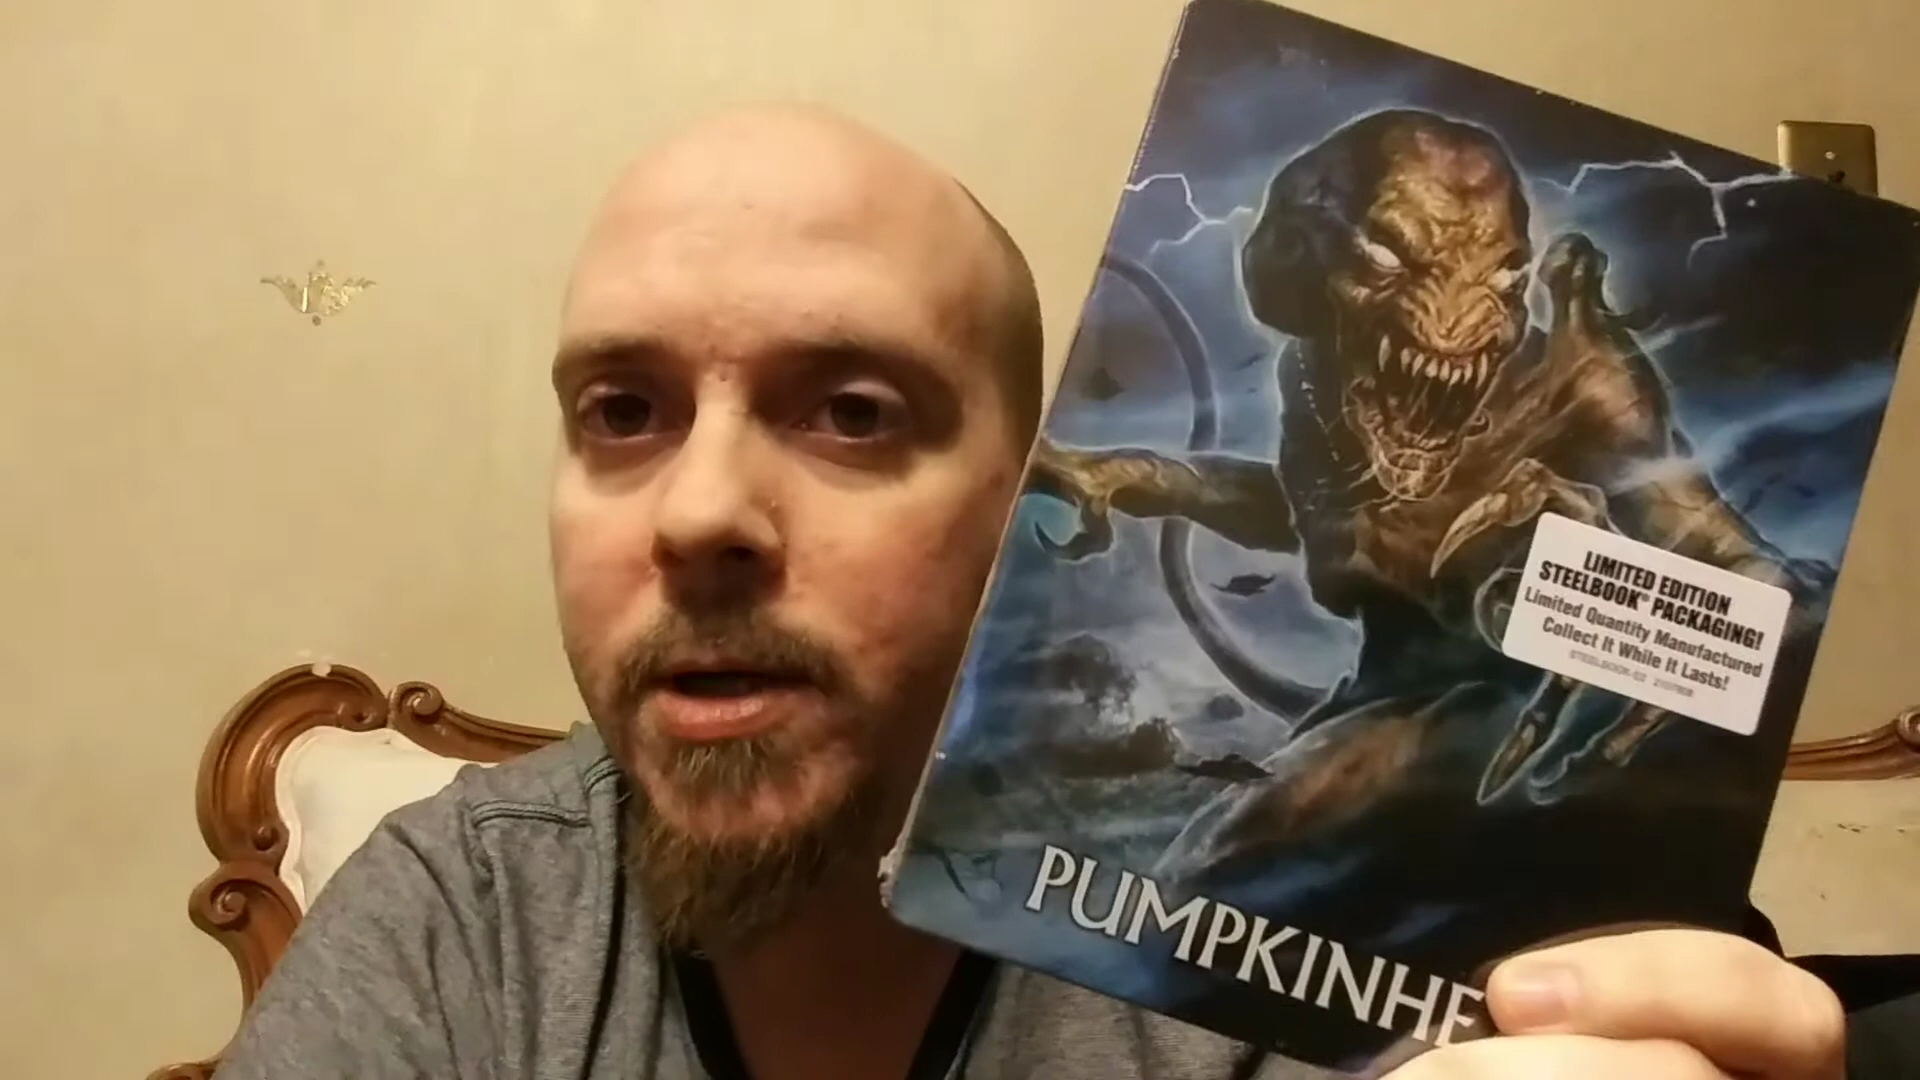 LIMITED EDITION
STEELBOOK® PACKAGING!
Limited Quantity Manufactured
Collect It While It Lasts!
PUMPKINHE